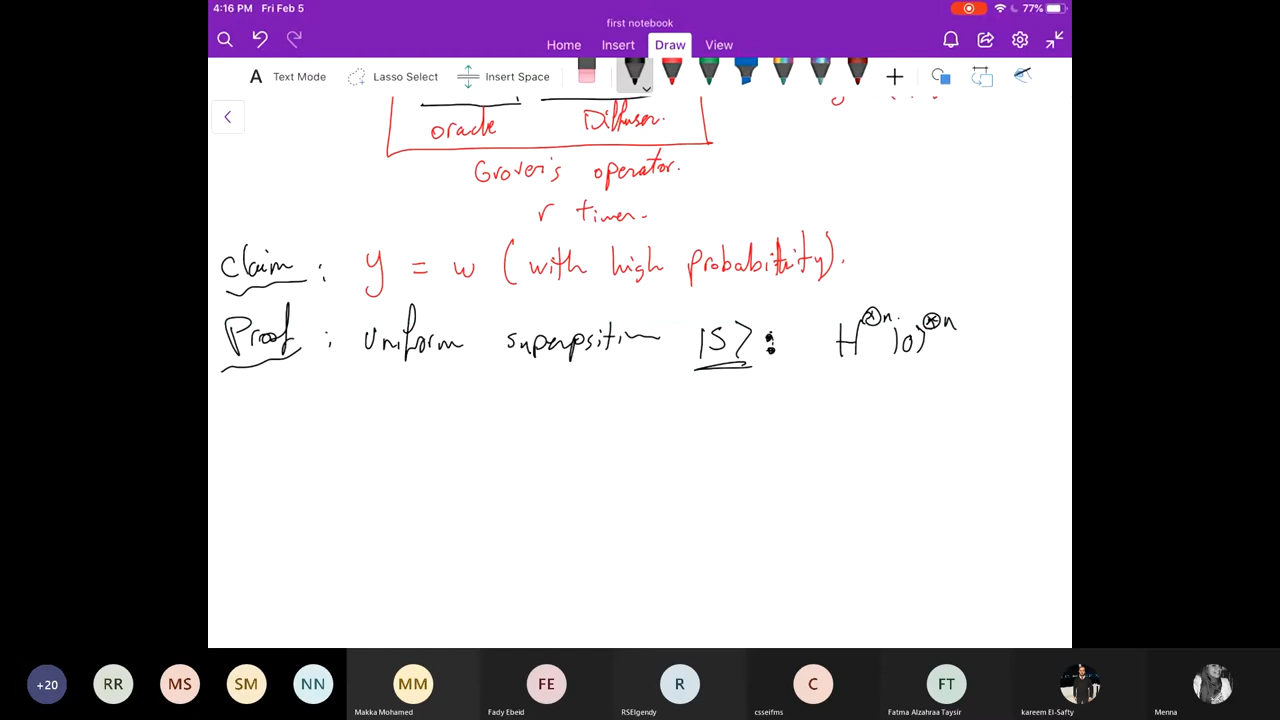 4:16 PM Fri Feb 5
77%
first notebook
Home Insert Draw View
Text Mode Lasso Select Insert Space
oracle Diffuser.
Grover's operator.
r times.
Claim : y = w (with high probability).
Proof : Uniform superpsition |S⟩ : H⊗n |0⟩⊗n
+20 RR MS SM NN MM FE R C FT
Makka Mohamed Fady Ebeid RSElgendy csseifms Fatma Alzahraa Taysir kareem El-Safty Menna